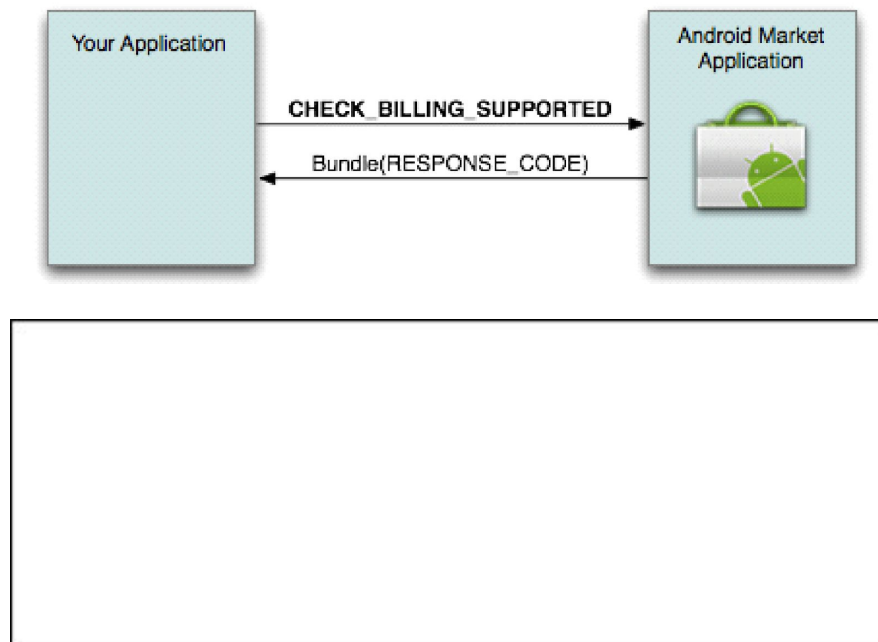 Your Application
Android Market
Application
CHECK_BILLING_SUPPORTED
Bundle(RESPONSE_CODE)